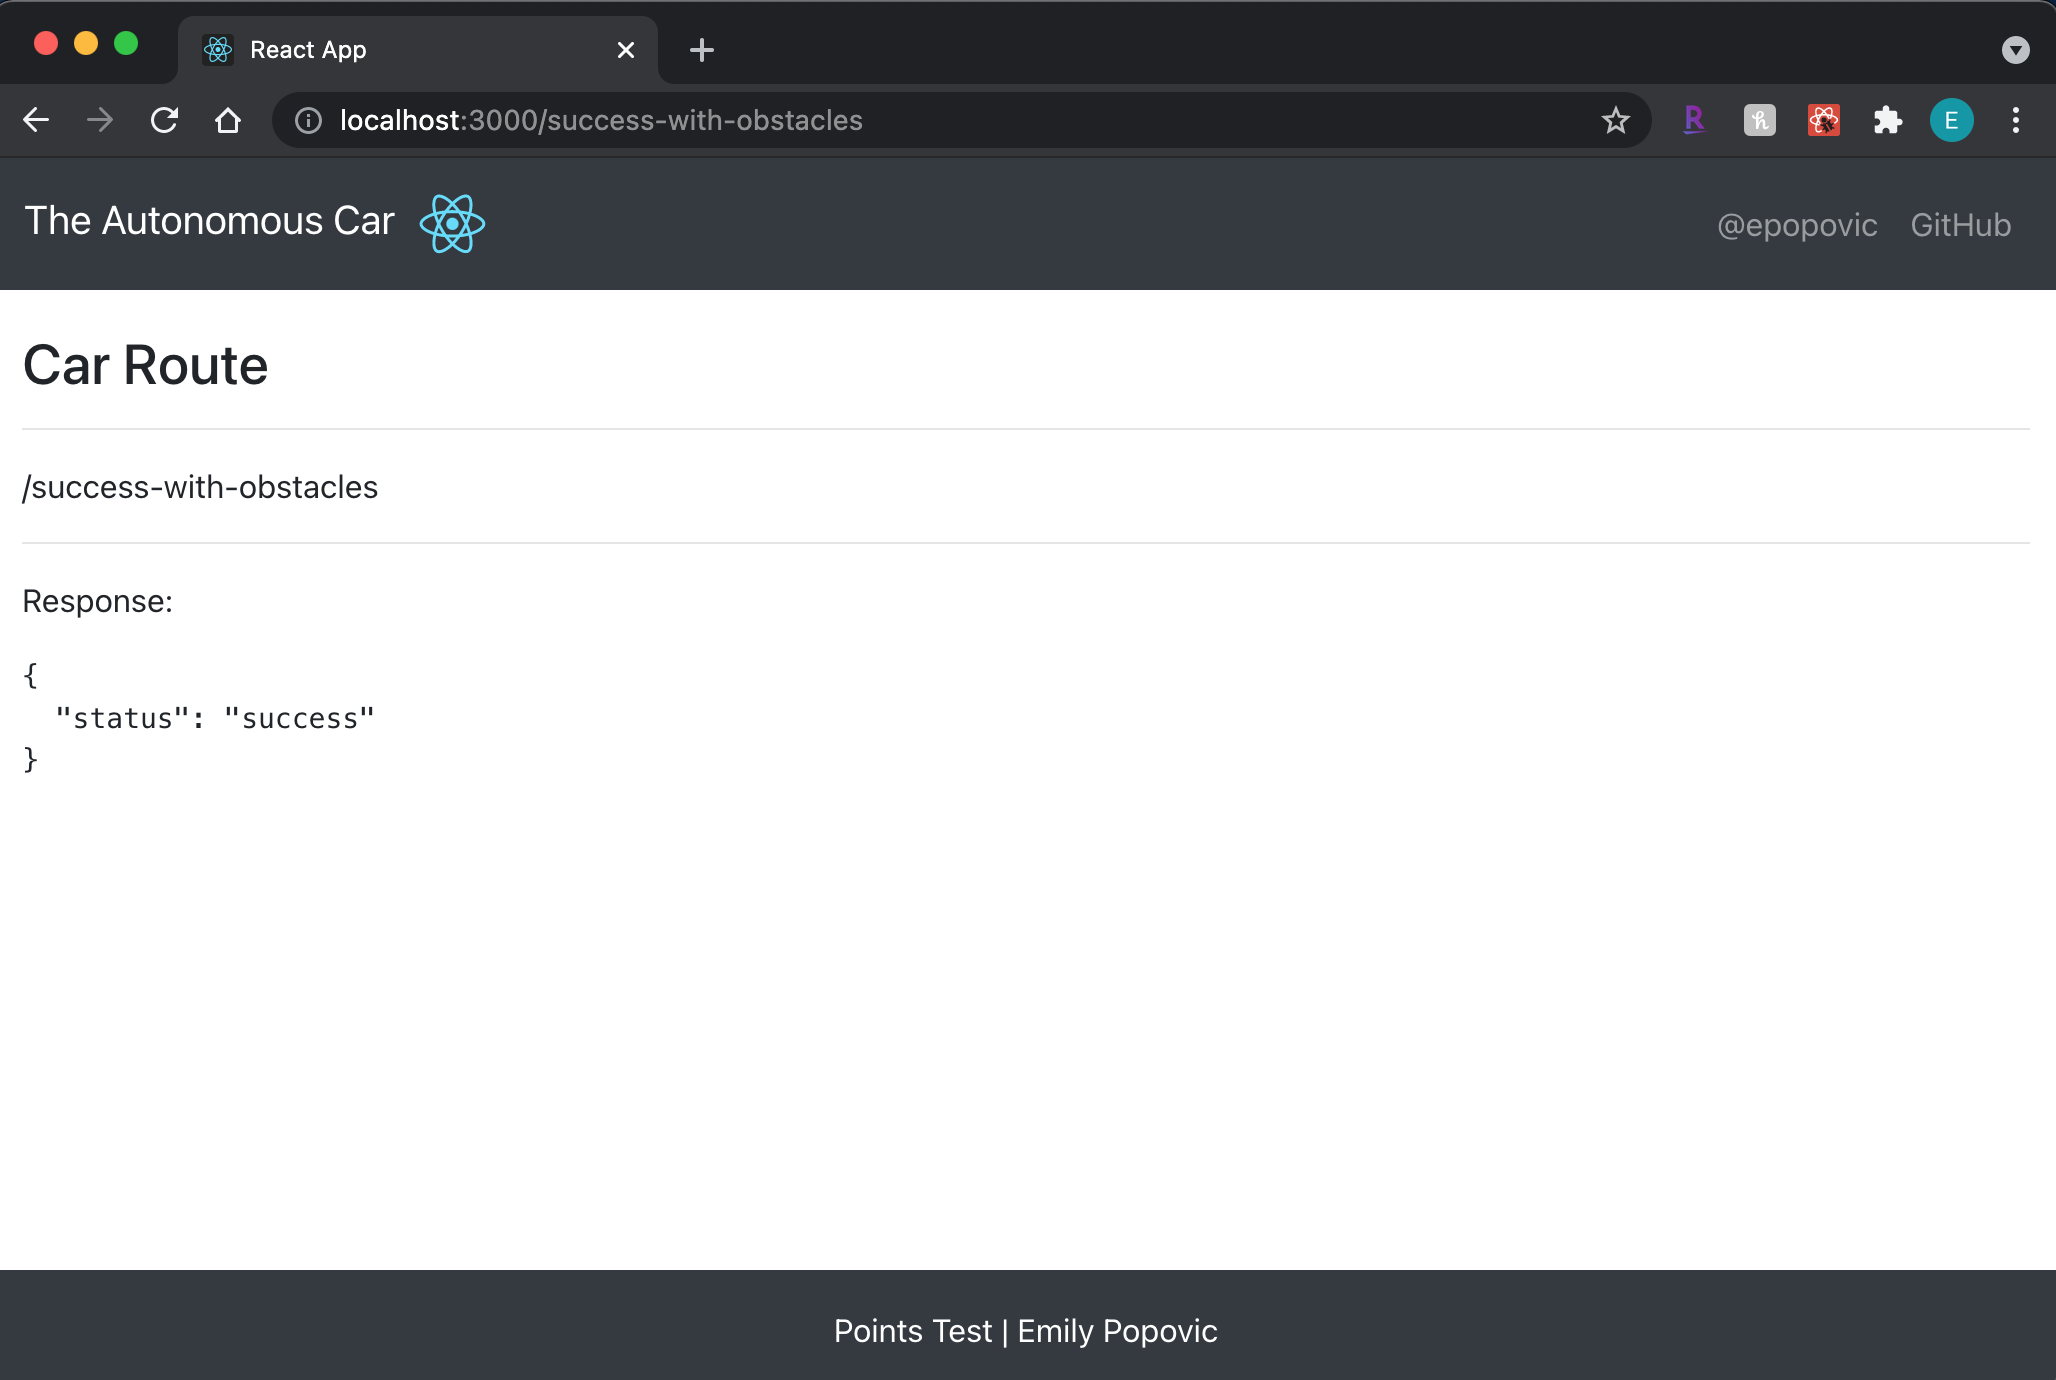 React App
localhost:3000/success-with-obstacles
R
h
E
The Autonomous Car
@epopovic GitHub
Car Route
/success-with-obstacles
Response:
{
  "status": "success"
}
Points Test | Emily Popovic